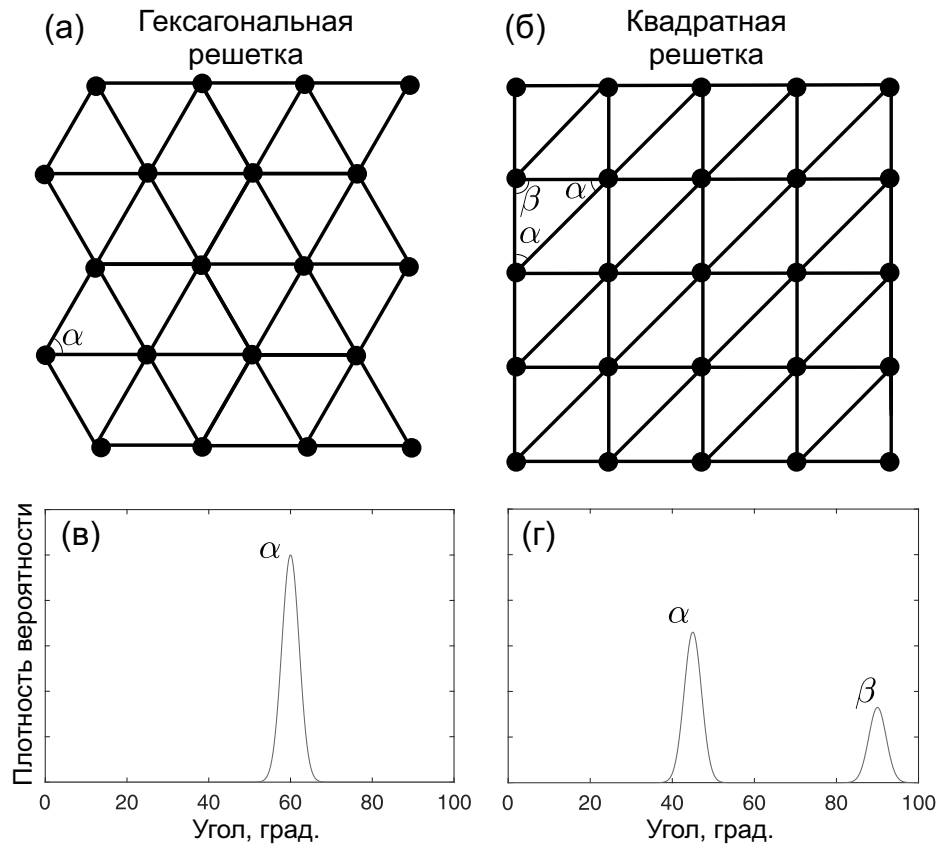 (а)
Гексагональная
решетка
(б)
Квадратная
решетка
α
β
α
α
(в)
α
Плотность вероятности
0
20
40
60
80
100
Угол, град.
(г)
α
β
0
20
40
60
80
100
Угол, град.